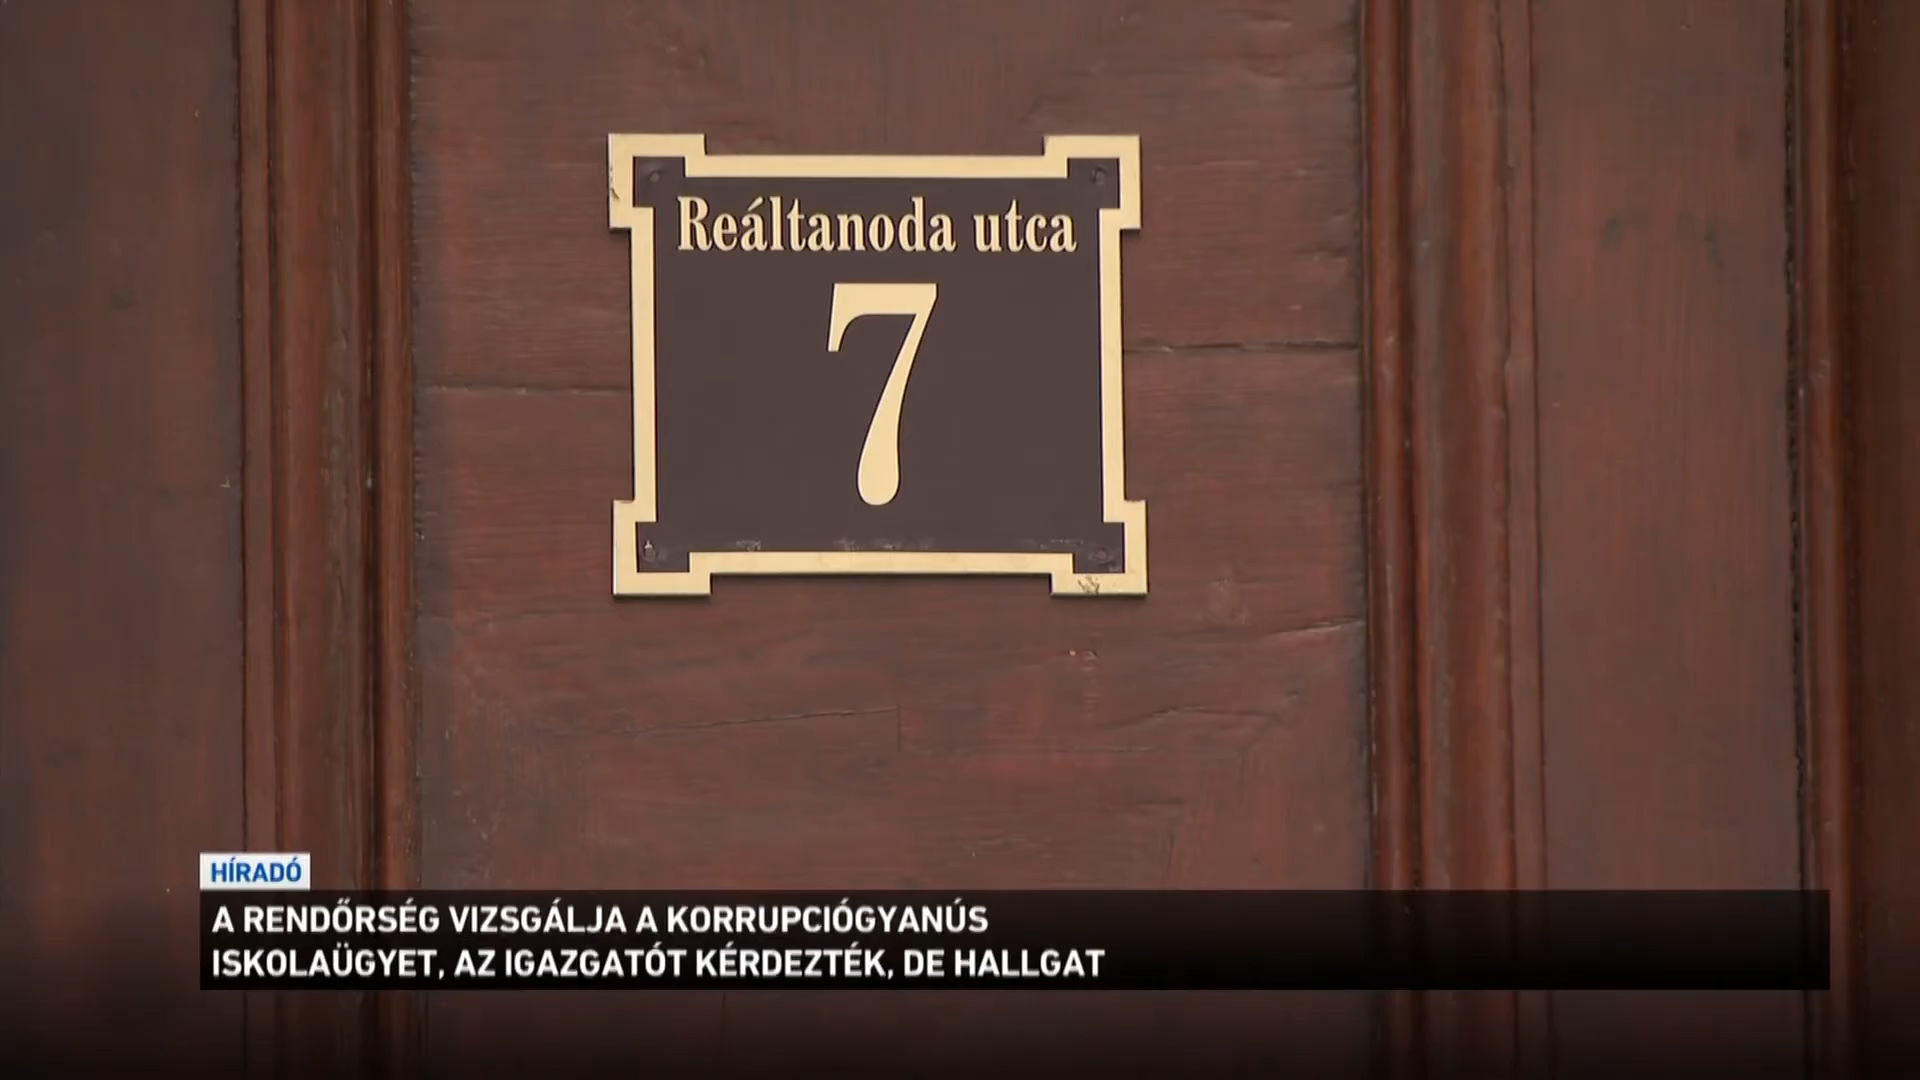 Reáltanoda utca
7
HÍRADÓ
A RENDŐRSÉG VIZSGÁLJA A KORRUPCIÓGYANÚS
ISKOLAÜGYET, AZ IGAZGATÓT KÉRDEZTÉK, DE HALLGAT